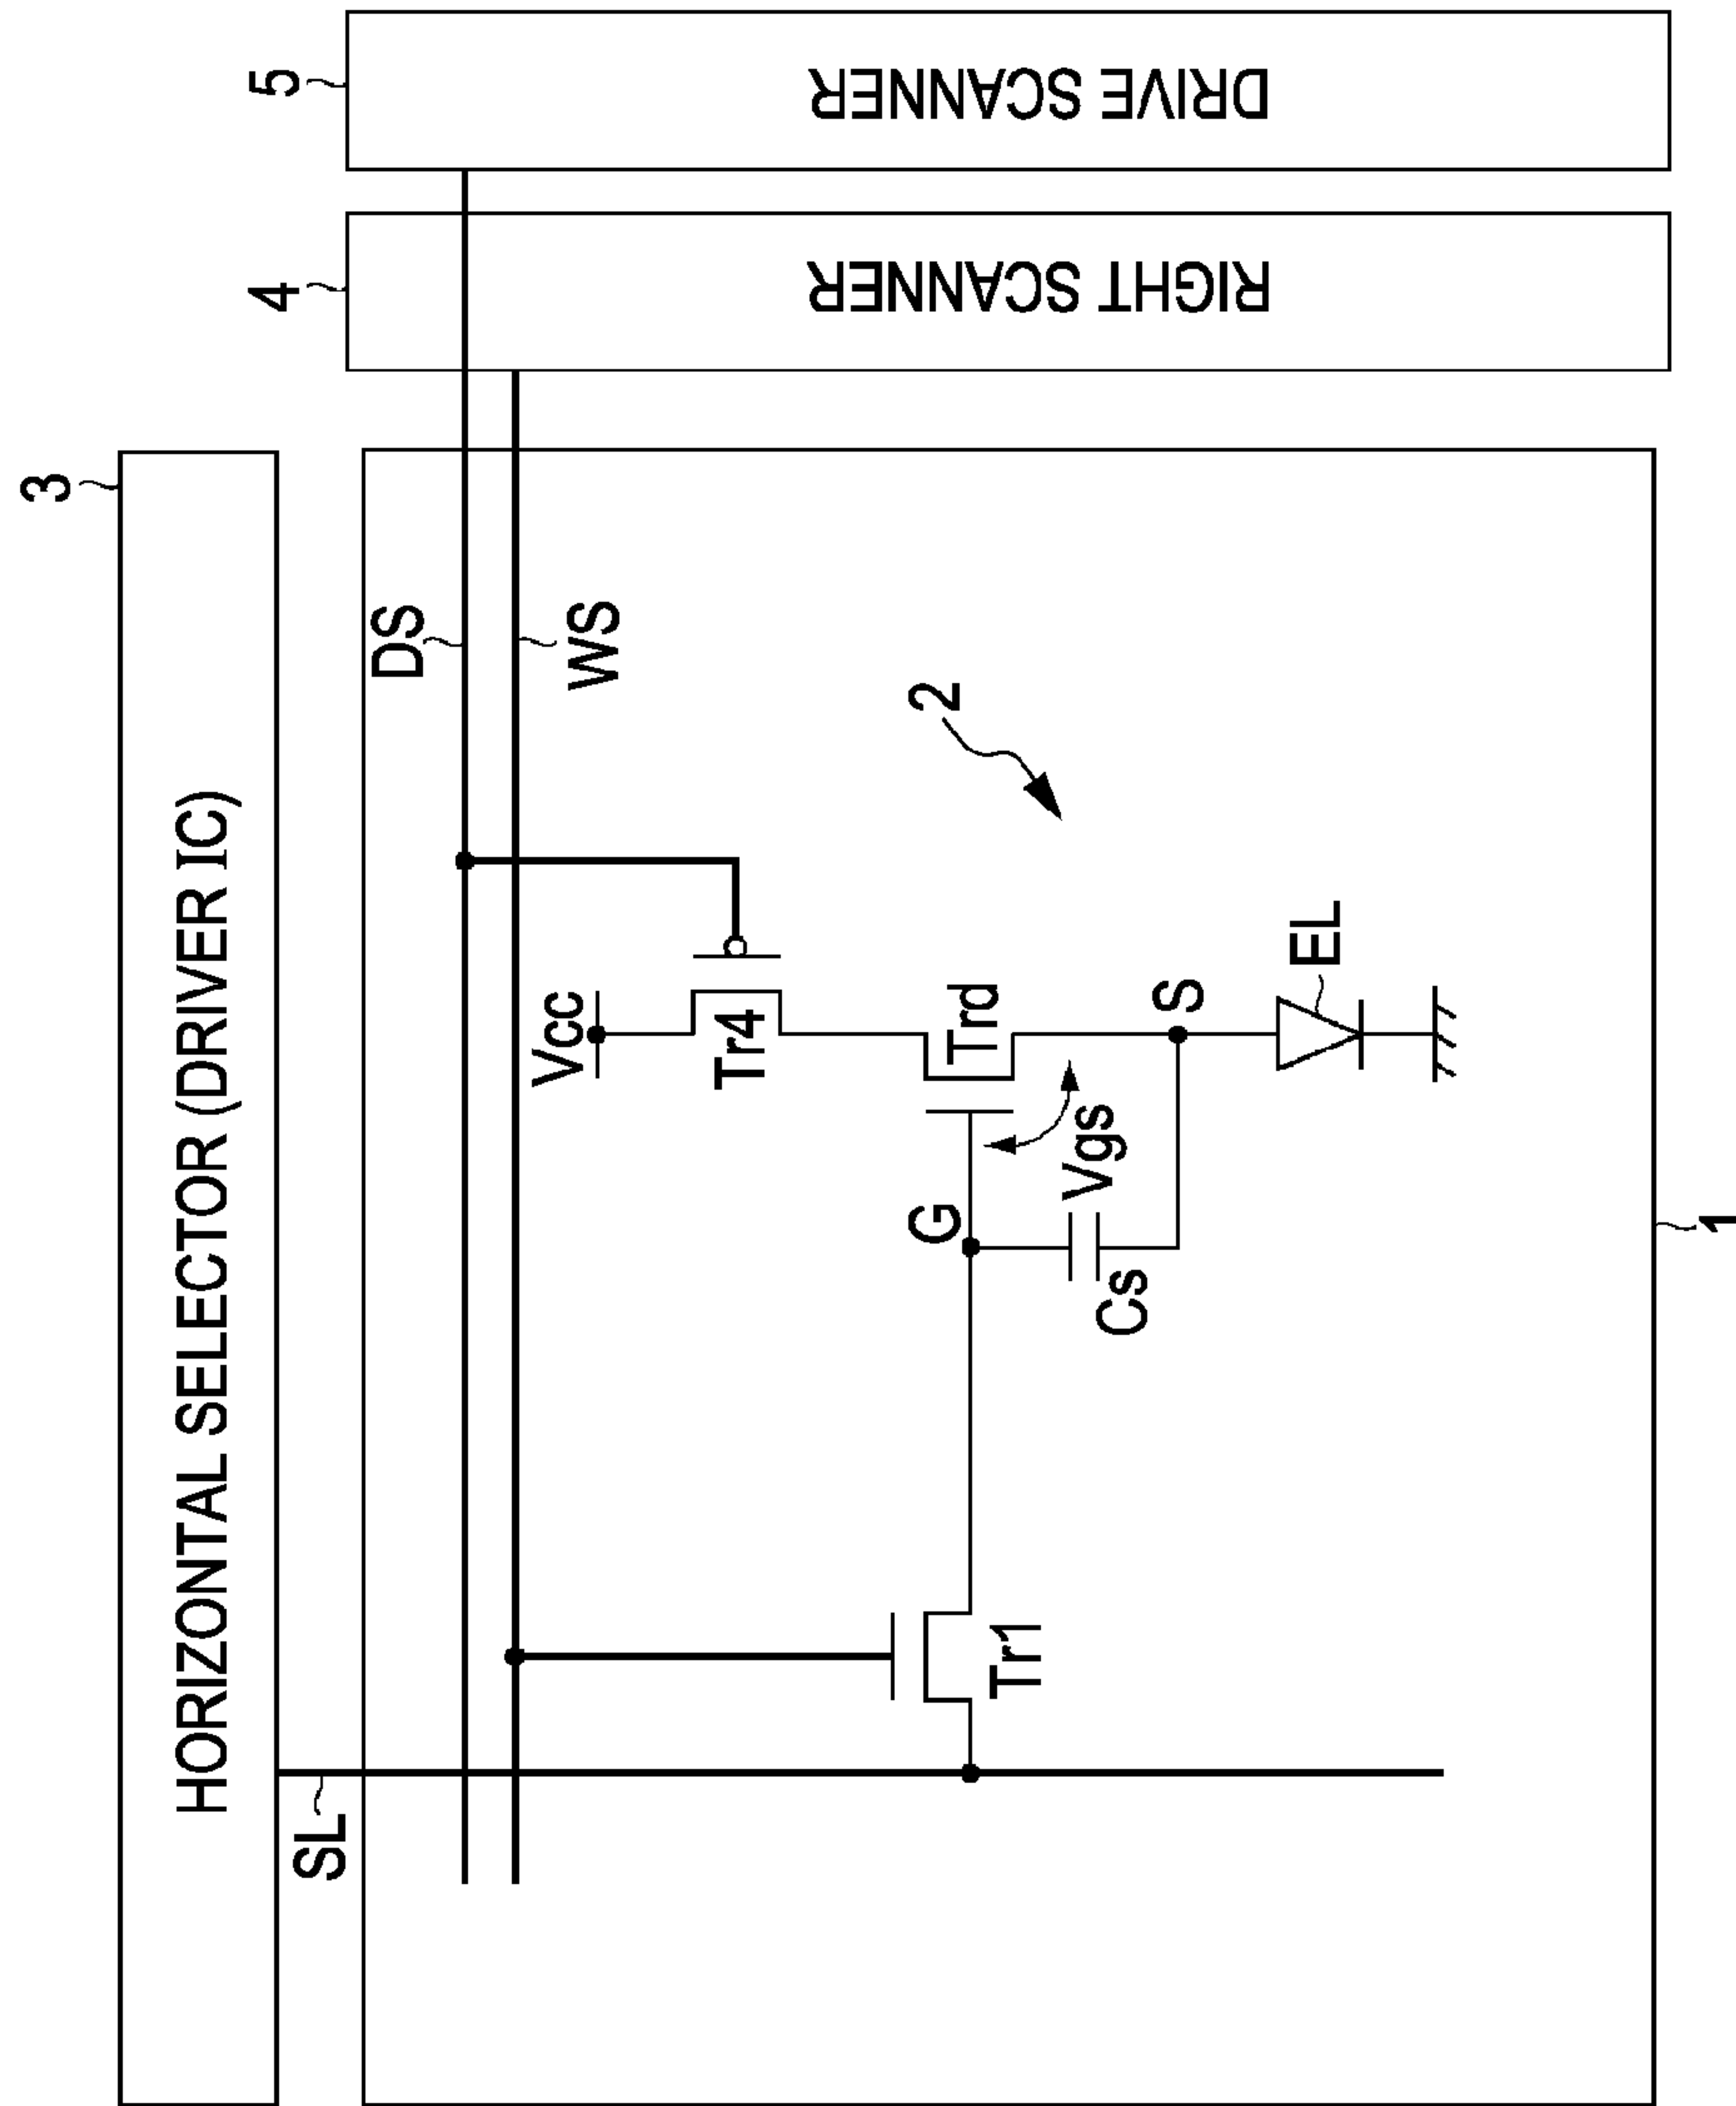 HORIZONTAL SELECTOR (DRIVER IC)
3
SL
4
5
DS
WS
RIGHT SCANNER
DRIVE SCANNER
Vcc
Tr4
2
Trd
G
Vgs
Cs
S
Tr1
EL
1